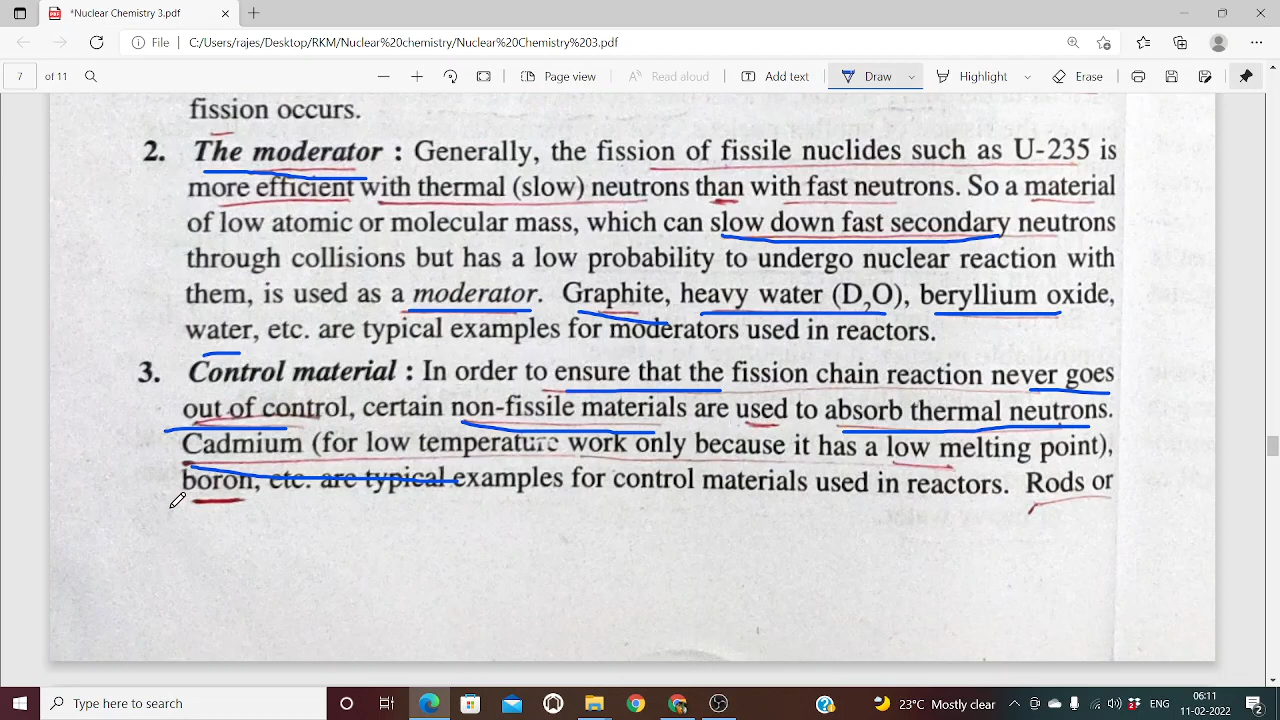 *Nuclear Chemistry 3.pdf
File C:/Users/rajes/Desktop/RKM/Nuclear%20chemistry/Nuclear%20Chemistry%203.pdf
7 of 11 Page view Read aloud Add text Draw Highlight Erase
fission occurs.
2. The moderator : Generally, the fission of fissile nuclides such as U-235 is
more efficient with thermal (slow) neutrons than with fast neutrons. So a material
of low atomic or molecular mass, which can slow down fast secondary neutrons
through collisions but has a low probability to undergo nuclear reaction with
them, is used as a moderator. Graphite, heavy water (D₂O), beryllium oxide,
water, etc. are typical examples for moderators used in reactors.
3. Control material : In order to ensure that the fission chain reaction never goes
out of control, certain non-fissile materials are used to absorb thermal neutrons.
Cadmium (for low temperature work only because it has a low melting point),
boron, etc. are typical examples for control materials used in reactors. Rods or
Type here to search 23°C Mostly clear ENG 06:11
11-02-2022 2